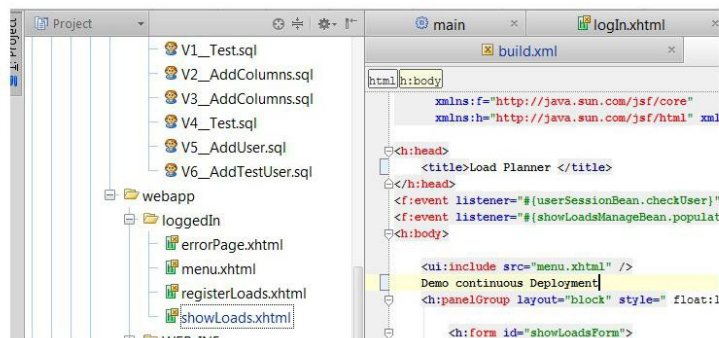 Project
Project
main
logIn.xhtml
build.xml
V1__Test.sql
V2__AddColumns.sql
V3__AddColumns.sql
V4__Test.sql
V5__AddUser.sql
V6__AddTestUser.sql
webapp
loggedIn
errorPage.xhtml
menu.xhtml
registerLoads.xhtml
showLoads.xhtml
html h:body
xmlns:f="http://java.sun.com/jsf/core"
xmlns:h="http://java.sun.com/jsf/html" xml
<h:head>
<title>Load Planner </title>
</h:head>
<f:event listener="#{userSessionBean.checkUser}"
<f:event listener="#{showLoadsManageBean.populat
<h:body>
<ui:include src="menu.xhtml" />
Demo continuous Deployment
<h:panelGroup layout="block" style=" float:l
<h:form id="showLoadsForm">